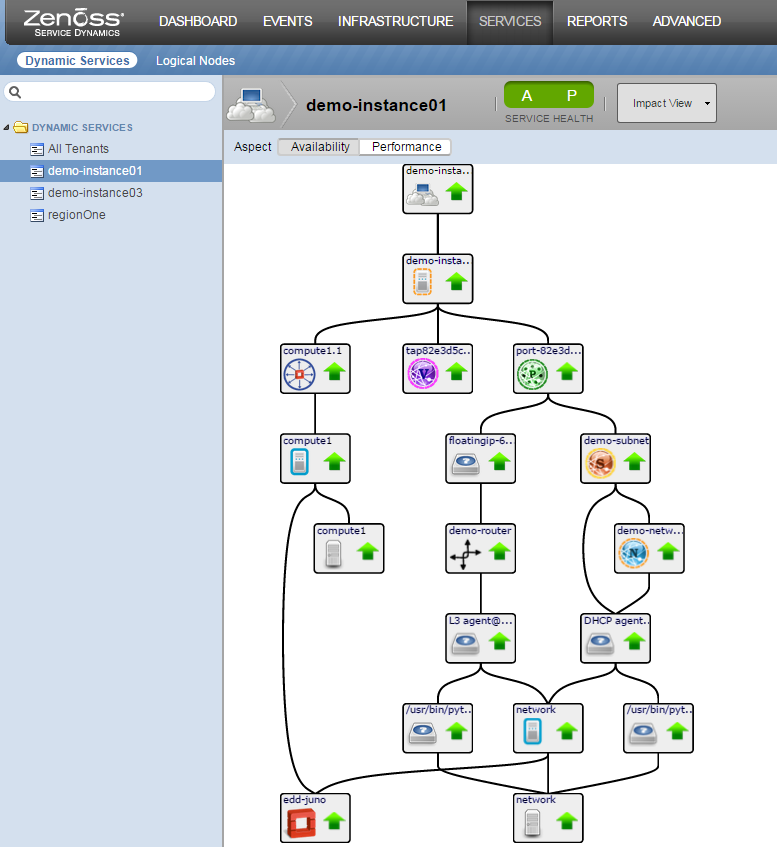 Zenoss®
SERVICE DYNAMICS
DASHBOARD EVENTS INFRASTRUCTURE SERVICES REPORTS ADVANCED
Dynamic Services Logical Nodes
DYNAMIC SERVICES
All Tenants
demo-instance01
demo-instance03
regionOne
demo-instance01
A P
SERVICE HEALTH
Impact View
Aspect Availability Performance
demo-insta...
demo-insta...
compute1.1 tap82e3d5c... port-82e3d...
compute1 floatingip-6... demo-subnet
compute1 demo-router demo-netw...
L3 agent@... DHCP agent...
/usr/bin/pyt... network /usr/bin/pyt...
edd-juno network